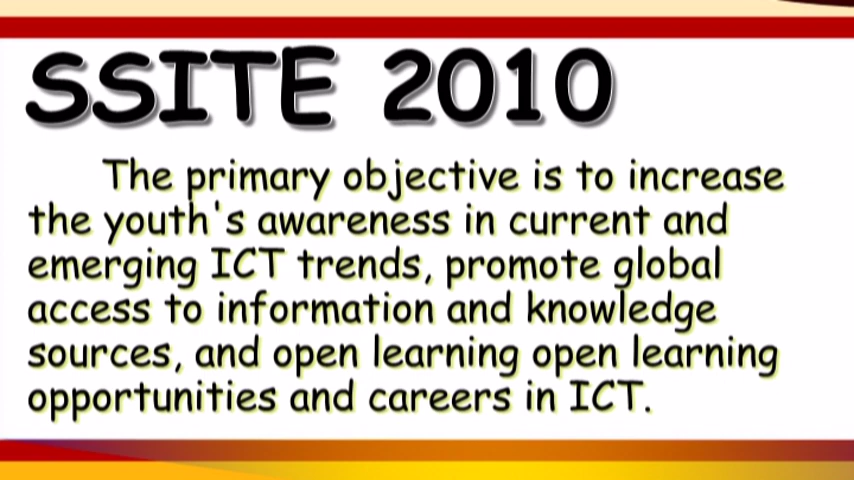 SSITE 2010
The primary objective is to increase
the youth's awareness in current and
emerging ICT trends, promote global
access to information and knowledge
sources, and open learning open learning
opportunities and careers in ICT.